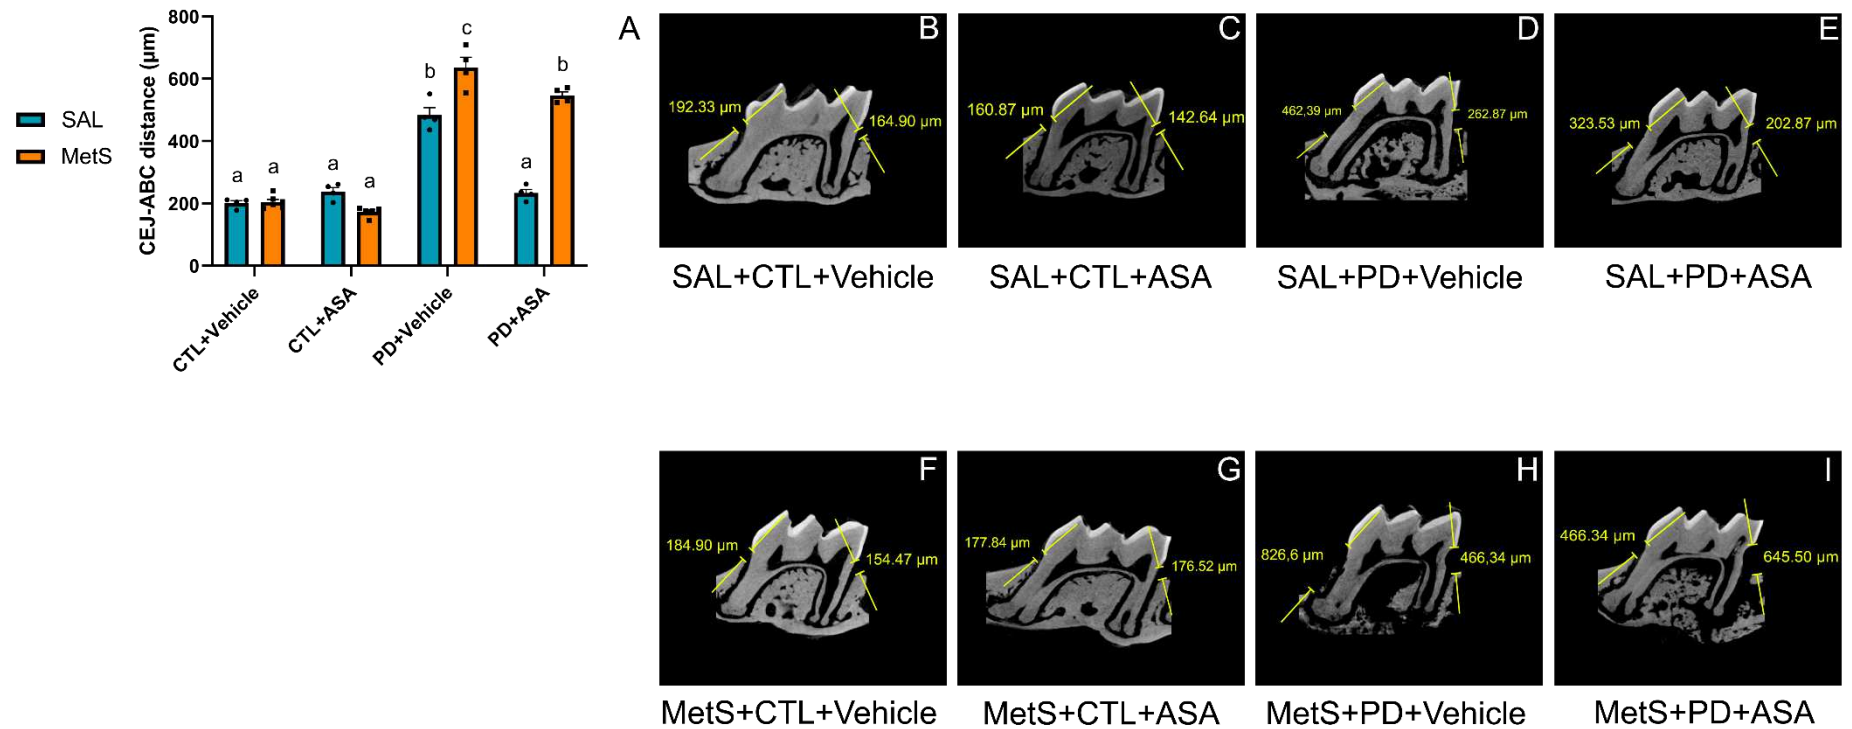 800
600
400
200
0
CEJ-ABC distance (µm)
SAL
MetS
a
a
a
a
b
c
a
b
CTL+Vehicle
CTL+ASA
PD+Vehicle
PD+ASA
A
B
192.33 µm
164.90 µm
SAL+CTL+Vehicle
C
160.87 µm
142.64 µm
SAL+CTL+ASA
D
462,39 µm
262.87 µm
SAL+PD+Vehicle
E
323.53 µm
202.87 µm
SAL+PD+ASA
F
184.90 µm
154.47 µm
MetS+CTL+Vehicle
G
177.84 µm
176.52 µm
MetS+CTL+ASA
H
826,6 µm
466,34 µm
MetS+PD+Vehicle
I
466.34 µm
645.50 µm
MetS+PD+ASA